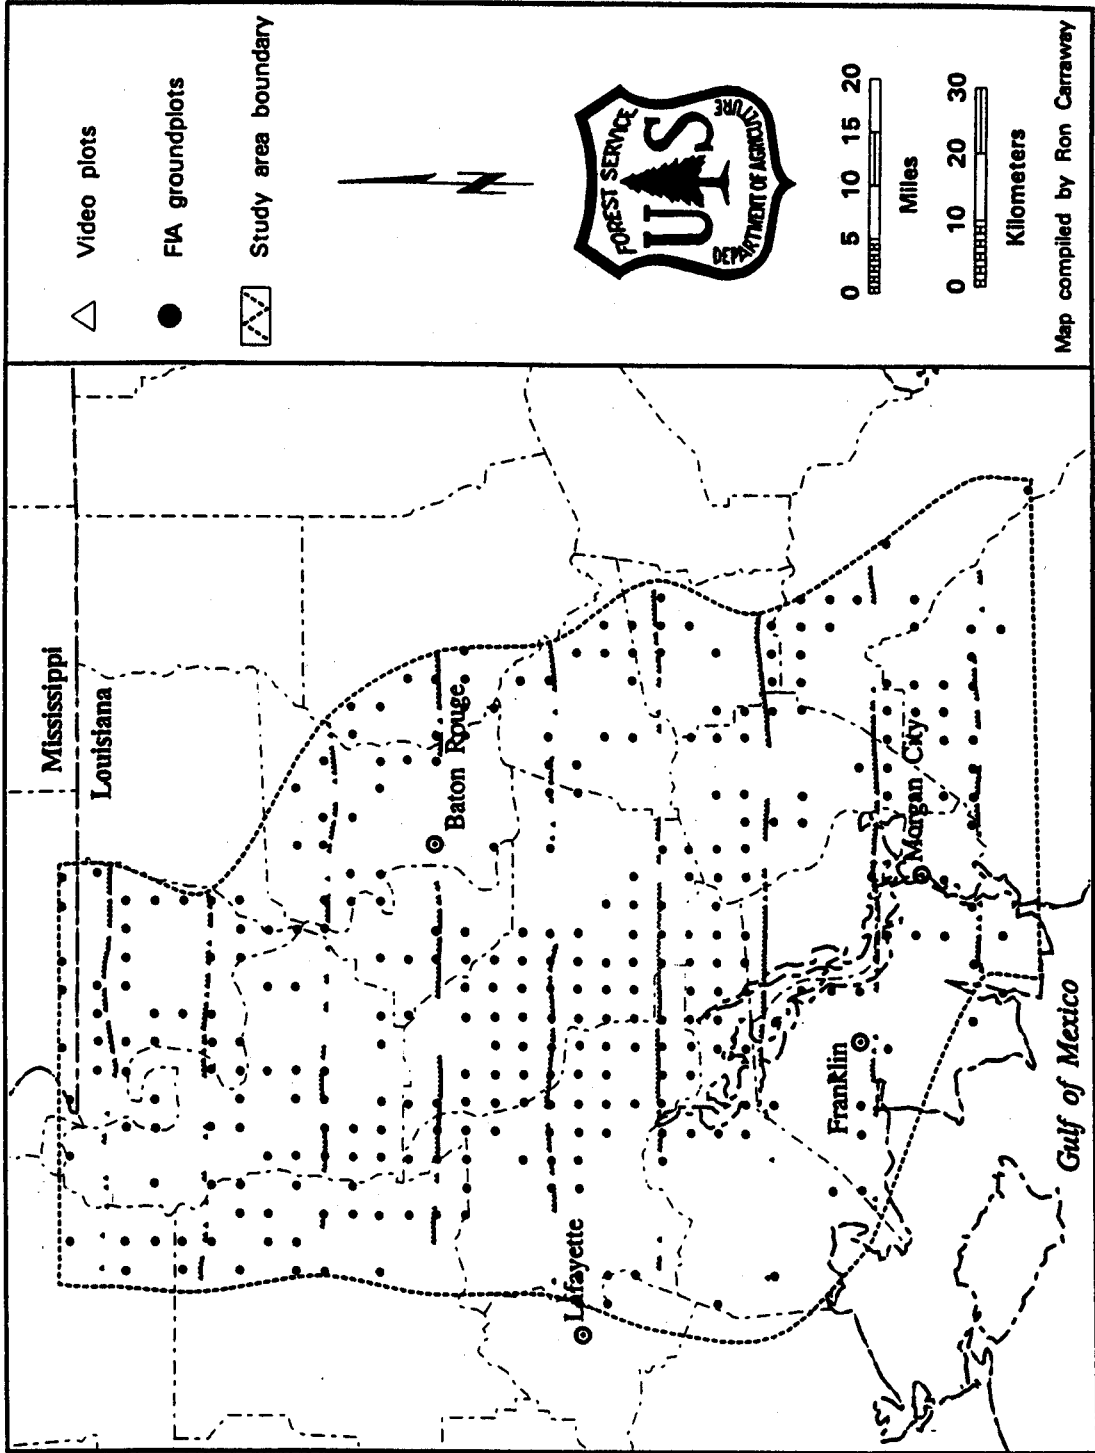 Mississippi
Louisiana
Baton Rouge
Lafayette
Franklin
Morgan City
Gulf of Mexico
Video plots
FIA groundplots
Study area boundary
FOREST SERVICE
U S
DEPARTMENT OF AGRICULTURE
0 5 10 15 20
Miles
0 10 20 30
Kilometers
Map compiled by Ron Carraway